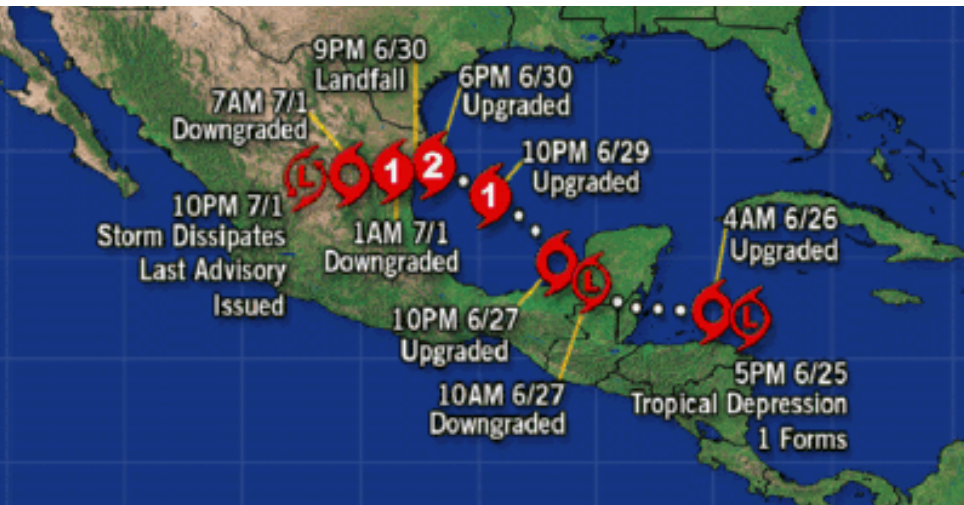 9PM 6/30
Landfall
6PM 6/30
Upgraded
7AM 7/1
Downgraded
10PM 6/29
Upgraded
L
1
2
1
10PM 7/1
Storm Dissipates
Last Advisory
Issued
1AM 7/1
Downgraded
4AM 6/26
Upgraded
L
L
10PM 6/27
Upgraded
10AM 6/27
Downgraded
5PM 6/25
Tropical Depression
1 Forms